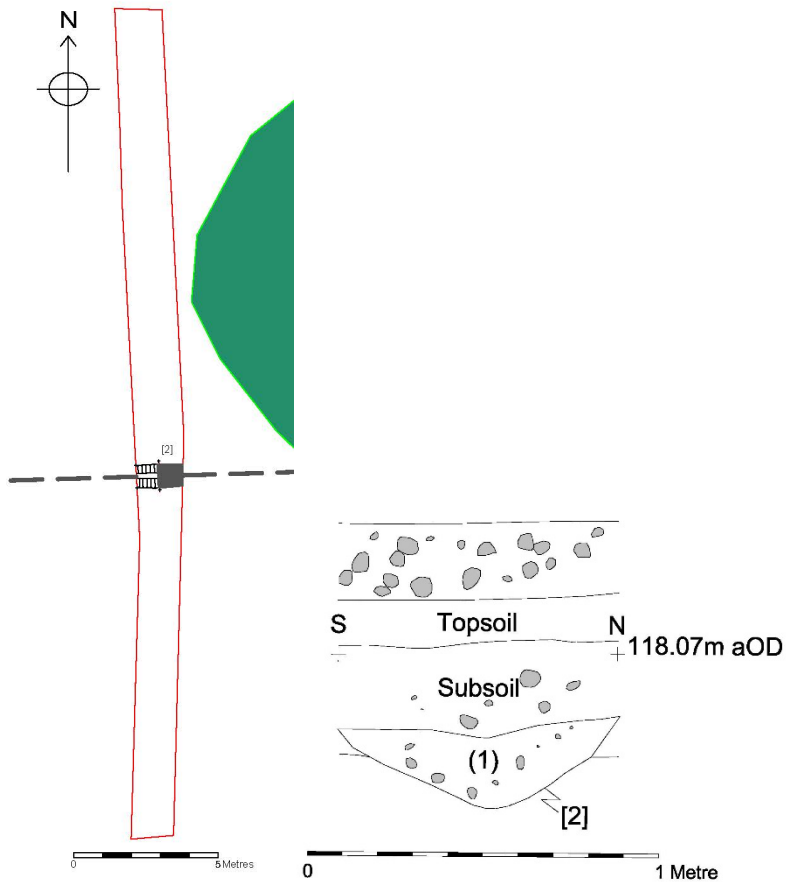 N
[2]
0 5 Metres
S Topsoil N
118.07m aOD
Subsoil
(1)
[2]
0 1 Metre